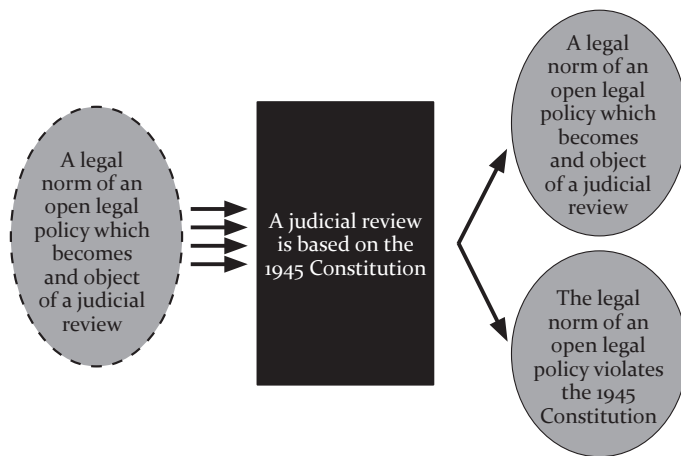 A legal
norm of an
open legal
policy which
becomes
and object
of a judicial
review
A judicial review
is based on the
1945 Constitution
A legal
norm of an
open legal
policy which
becomes
and object
of a judicial
review
The legal
norm of an
open legal
policy violates
the 1945
Constitution